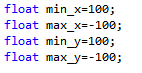 float min_x=100;
float max_x=-100;
float min_y=100;
float max_y=-100;